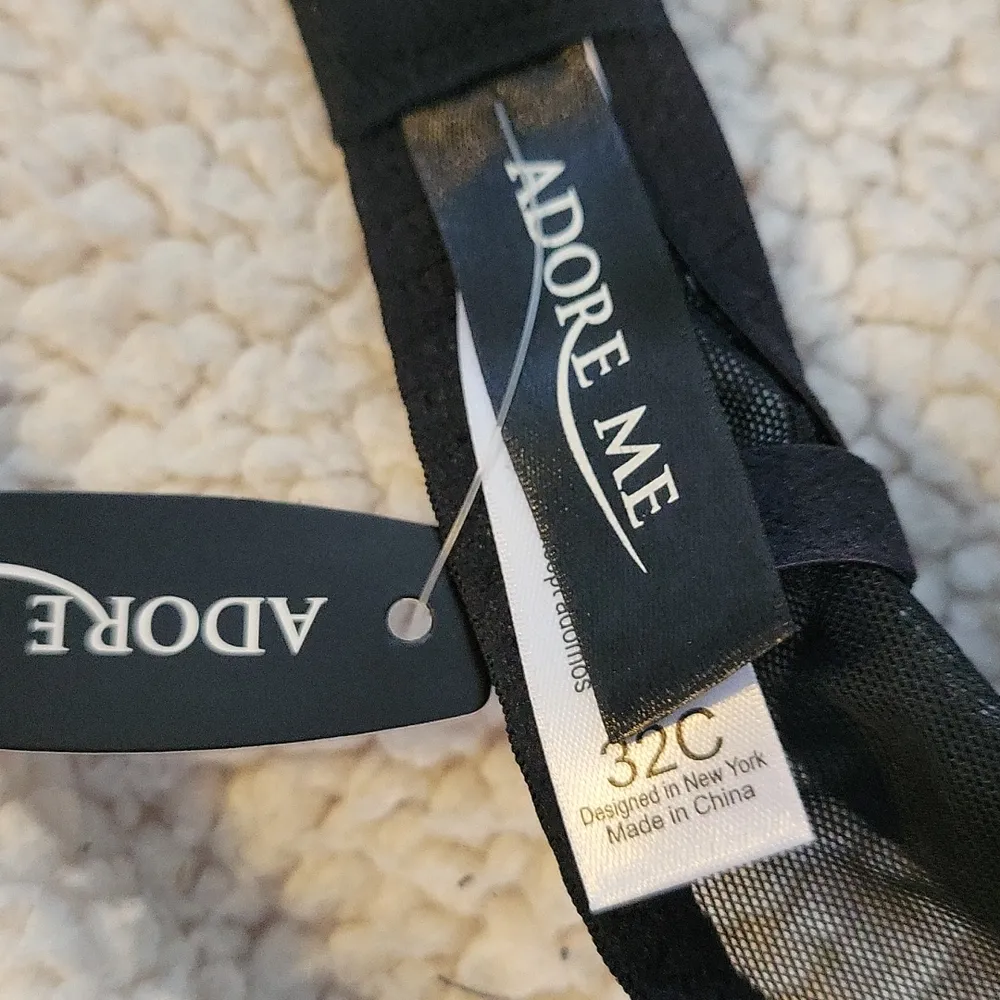 ADORE ME
32C
Designed in New York
Made in China
ADORE